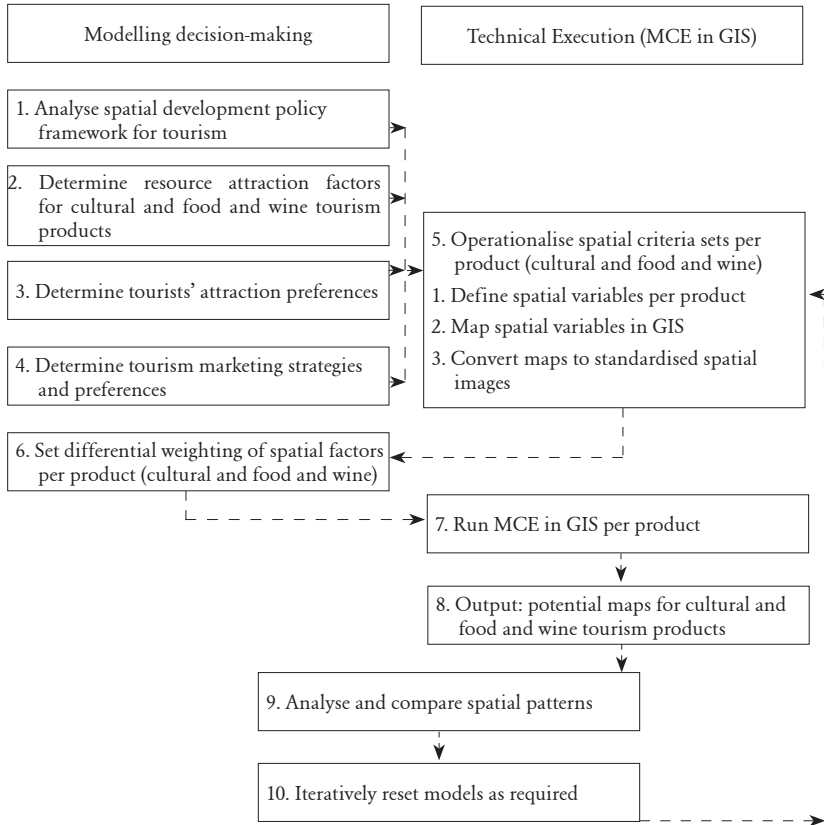 Modelling decision-making
Technical Execution (MCE in GIS)
1. Analyse spatial development policy
framework for tourism
2. Determine resource attraction factors
for cultural and food and wine tourism
products
3. Determine tourists' attraction preferences
4. Determine tourism marketing strategies
and preferences
5. Operationalise spatial criteria sets per
product (cultural and food and wine)
1. Define spatial variables per product
2. Map spatial variables in GIS
3. Convert maps to standardised spatial
images
6. Set differential weighting of spatial factors
per product (cultural and food and wine)
7. Run MCE in GIS per product
8. Output: potential maps for cultural and
food and wine tourism products
9. Analyse and compare spatial patterns
10. Iteratively reset models as required